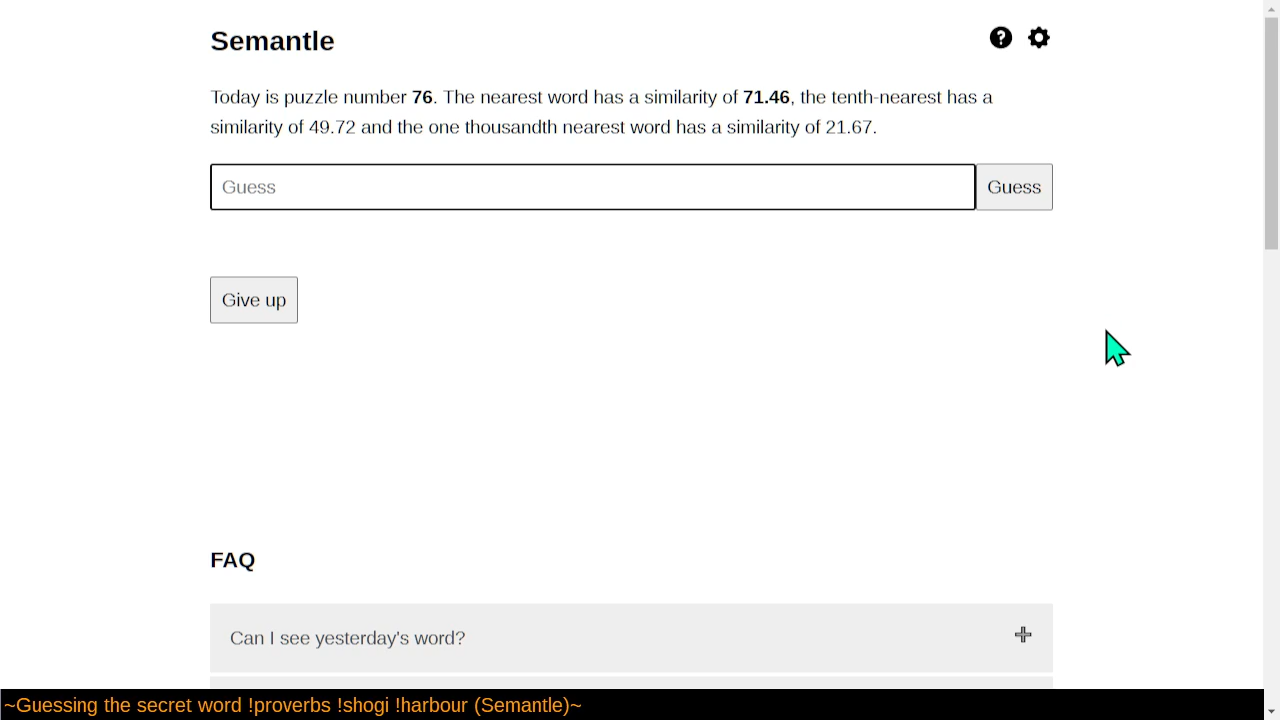 Semantle
Today is puzzle number 76. The nearest word has a similarity of 71.46, the tenth-nearest has a
similarity of 49.72 and the one thousandth nearest word has a similarity of 21.67.
Guess
Guess
Give up
FAQ
Can I see yesterday's word?
~Guessing the secret word !proverbs !shogi !harbour (Semantle)~